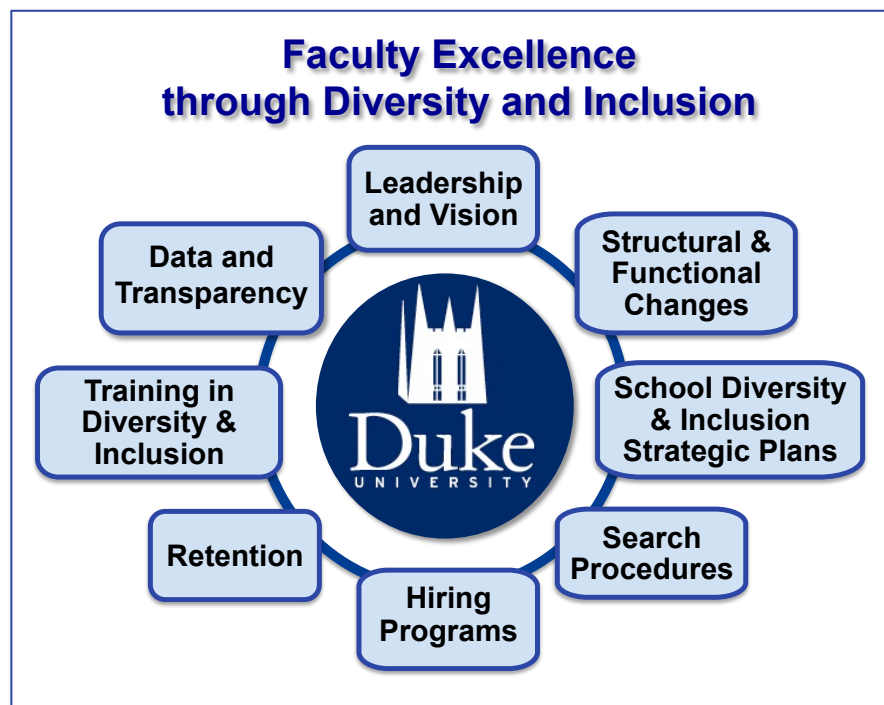 Faculty Excellence
through Diversity and Inclusion
Leadership
and Vision
Structural &
Functional
Changes
School Diversity
& Inclusion
Strategic Plans
Search
Procedures
Hiring
Programs
Retention
Training in
Diversity &
Inclusion
Data and
Transparency
Duke
UNIVERSITY